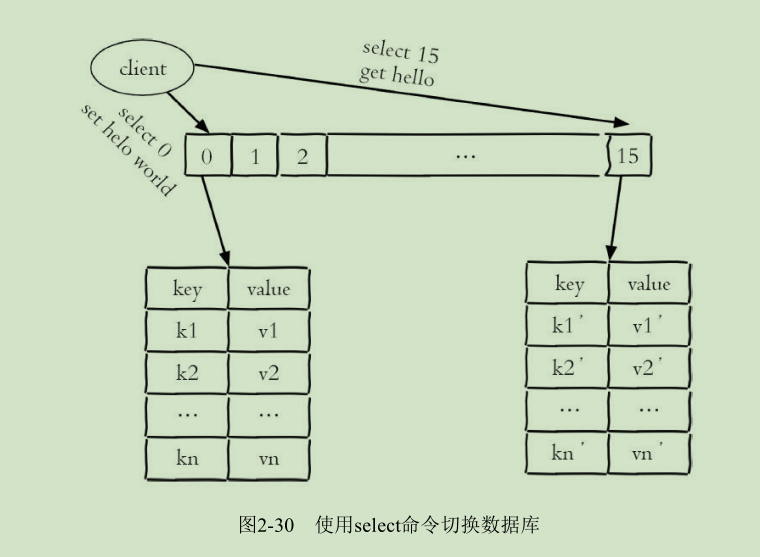 select 15
get hello
client
select 0
set helo world
0 1 2 ... 15
key value
k1 v1
k2 v2
... ...
kn vn
key value
k1' v1'
k2' v2'
... ...
kn' vn'
图2-30 使用select命令切换数据库